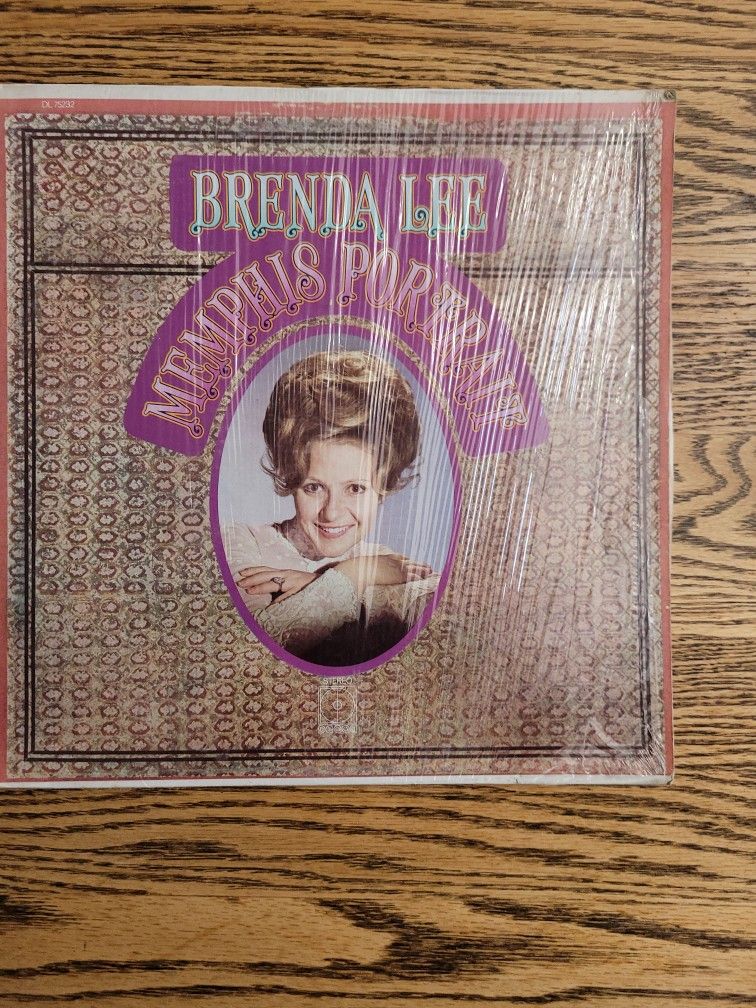 DL 75232
BRENDA LEE
MEMPHIS PORTRAIT
STEREO